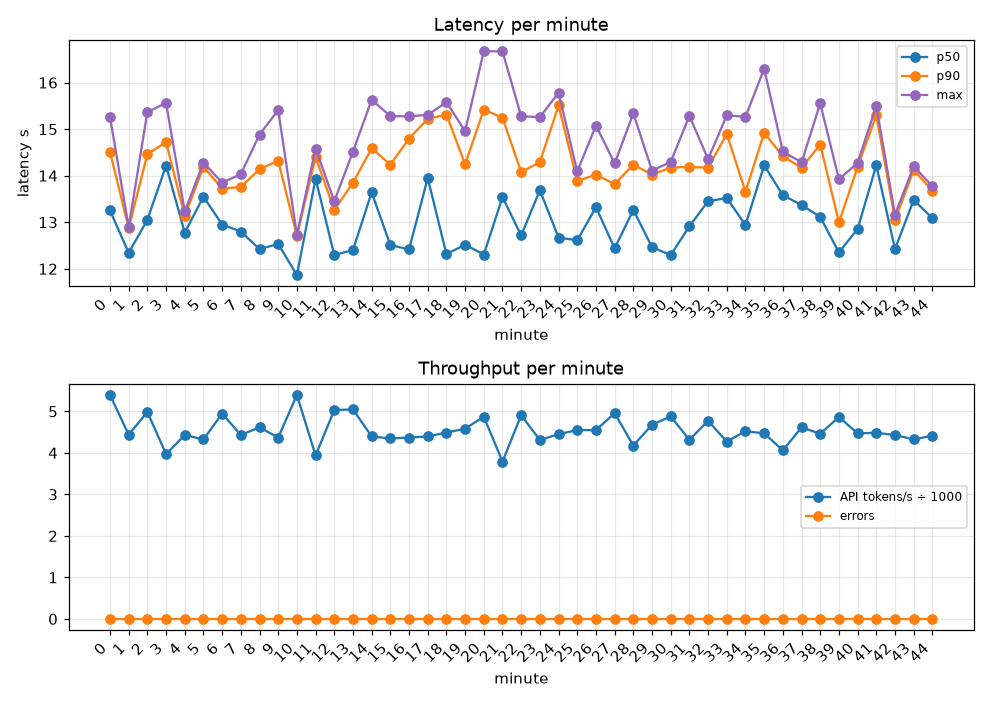 Latency per minute
latency s
16
15
14
13
12
p50
p90
max
0 1 2 3 4 5 6 7 8 9 10 11 12 13 14 15 16 17 18 19 20 21 22 23 24 25 26 27 28 29 30 31 32 33 34 35 36 37 38 39 40 41 42 43 44
minute
Throughput per minute
5
4
3
2
1
0
API tokens/s ÷ 1000
errors
0 1 2 3 4 5 6 7 8 9 10 11 12 13 14 15 16 17 18 19 20 21 22 23 24 25 26 27 28 29 30 31 32 33 34 35 36 37 38 39 40 41 42 43 44
minute